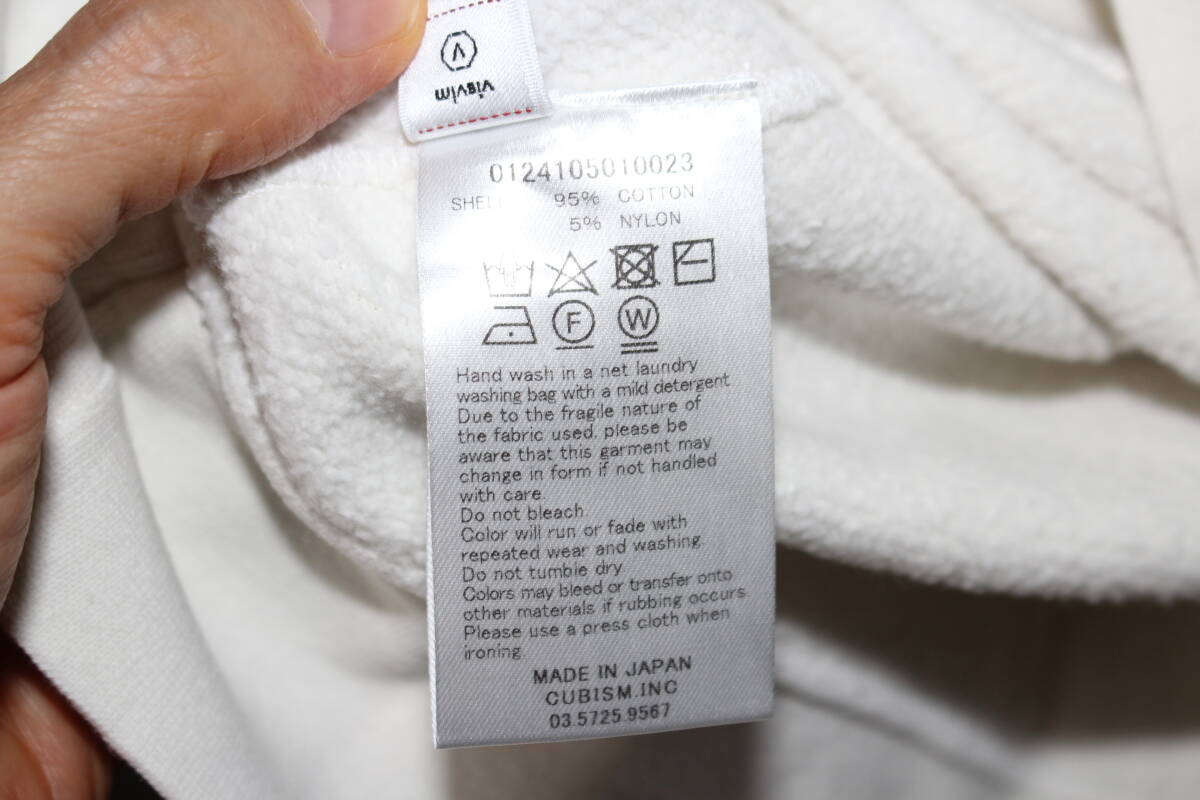 visvim
0124105010023
SHELL 95% COTTON
5% NYLON
F W
Hand wash in a net laundry
washing bag with a mild detergent
Due to the fragile nature of
the fabric used, please be
aware that this garment may
change in form if not handled
with care.
Do not bleach
Color will run or fade with
repeated wear and washing.
Do not tumble dry
Colors may bleed or transfer onto
other materials if rubbing occurs.
Please use a press cloth when
ironing.
MADE IN JAPAN
CUBISM.INC
03.5725.9567